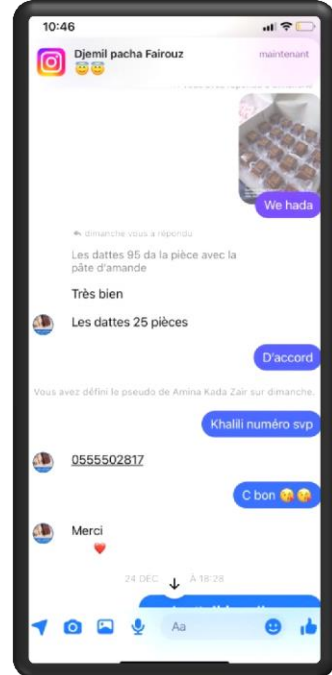 10:46
Djemil pacha Fairouz
maintenant
😇😇
We hada
dimanche vous a répondu
Les dattes 95 da la pièce avec la
pâte d'amande
Très bien
Les dattes 25 pièces
D'accord
Vous avez défini le pseudo de Amina Kada Zair sur dimanche.
Khalili numéro svp
0555502817
C bon 😘😘
Merci
❤️
24 DÉC À 16:28
Aa